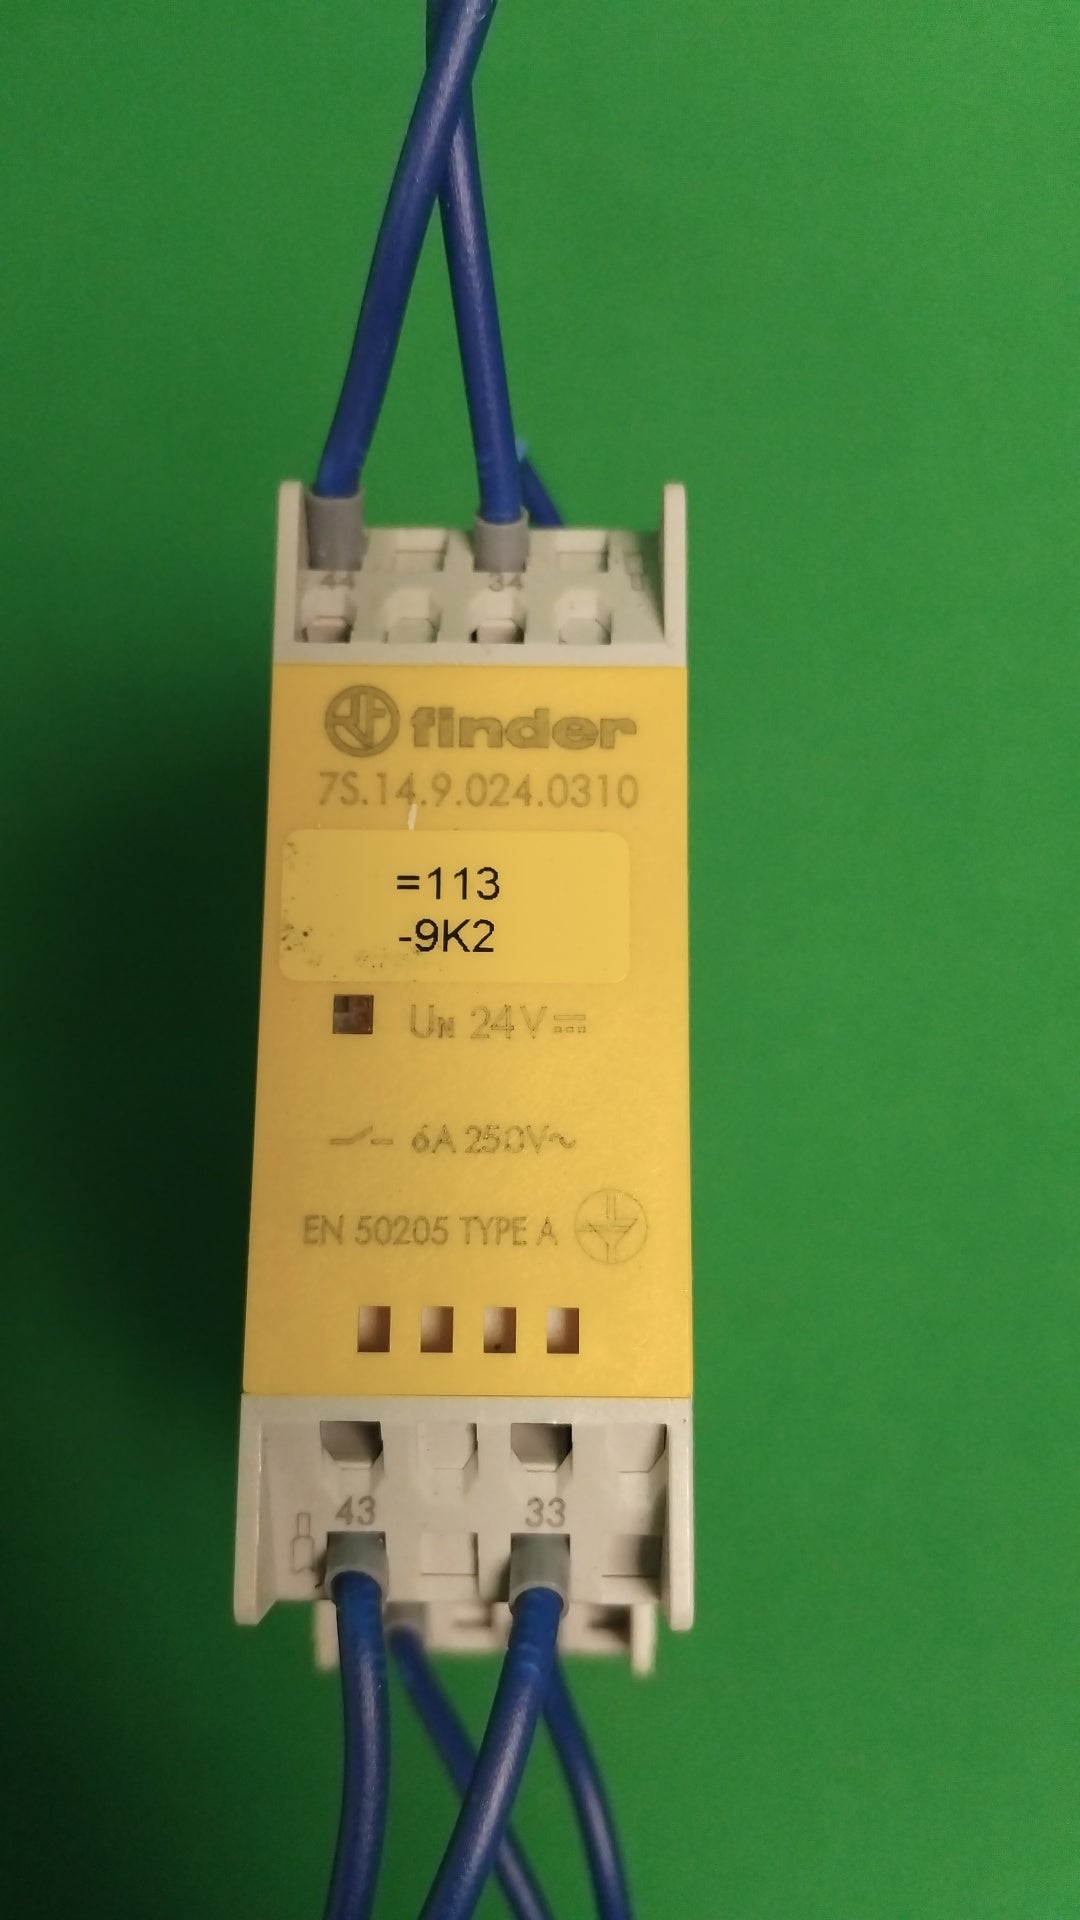 44 34
finder
7S.14.9.024.0310
=113
-9K2
UN 24V
6A 250V~
EN 50205 TYPE A
43 33